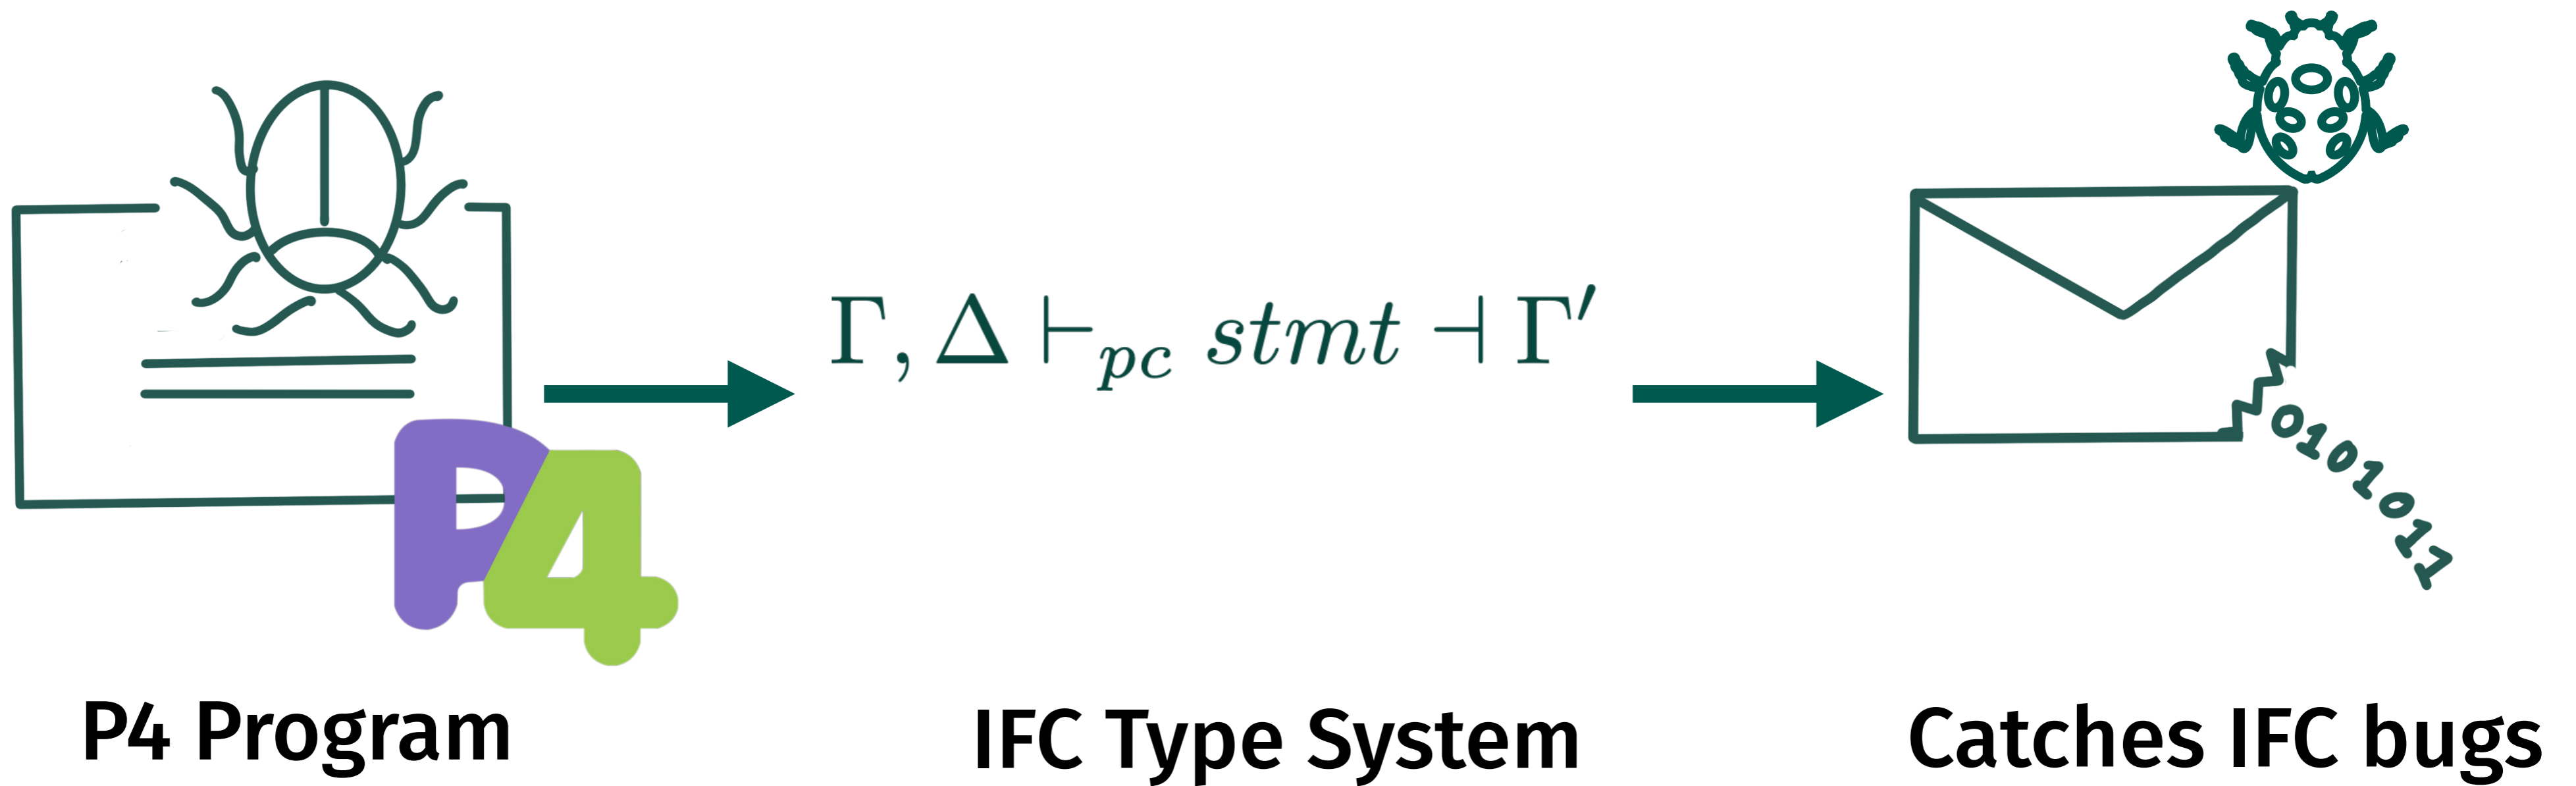 Γ, Δ ⊢pc stmt ⊣ Γ′
0101011
P4
P4 Program
IFC Type System
Catches IFC bugs